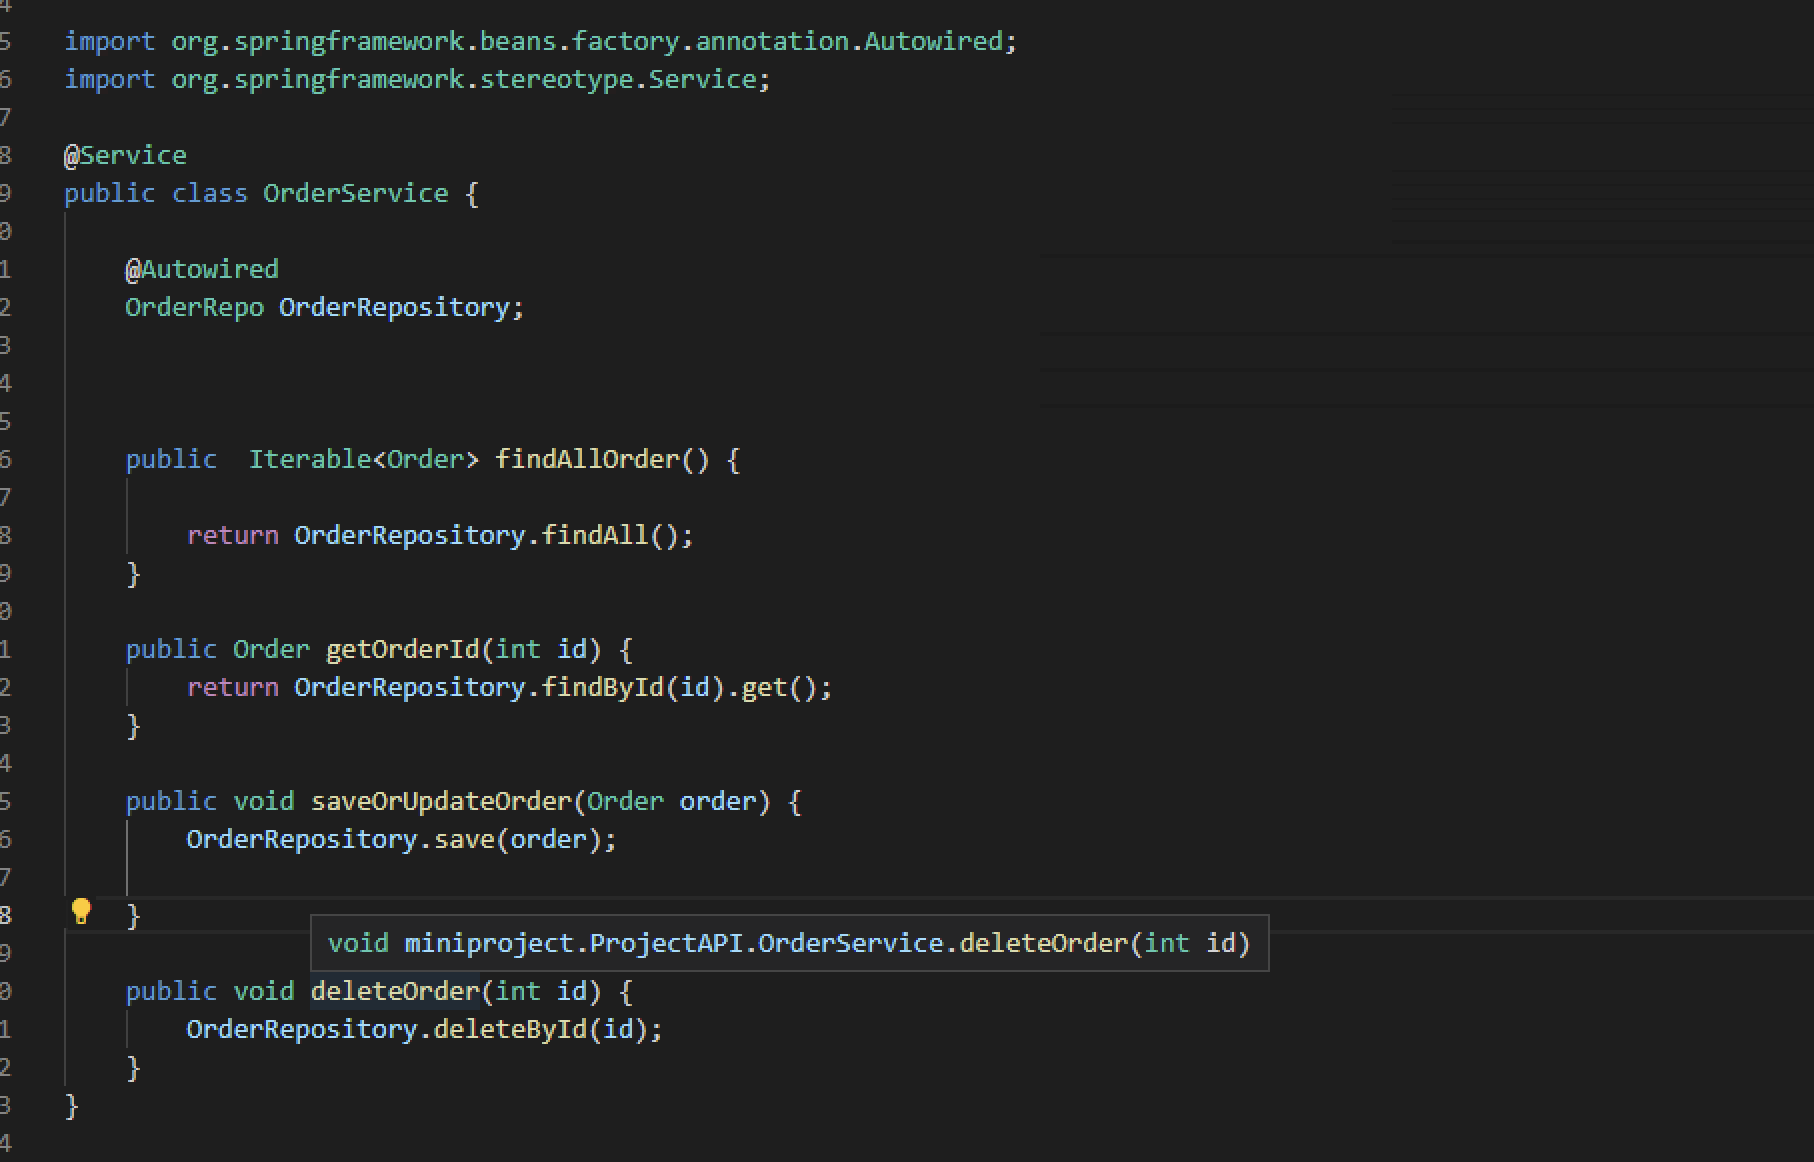 4
5 import org.springframework.beans.factory.annotation.Autowired;
6 import org.springframework.stereotype.Service;
7
8 @Service
9 public class OrderService {
0
1 @Autowired
2 OrderRepo OrderRepository;
3
4
5
6 public  Iterable<Order> findAllOrder() {
7
8 return OrderRepository.findAll();
9 }
0
1 public Order getOrderId(int id) {
2 return OrderRepository.findById(id).get();
3 }
4
5 public void saveOrUpdateOrder(Order order) {
6 OrderRepository.save(order);
7
8 }
void miniproject.ProjectAPI.OrderService.deleteOrder(int id)
9
0 public void deleteOrder(int id) {
1 OrderRepository.deleteById(id);
2 }
3 }
4